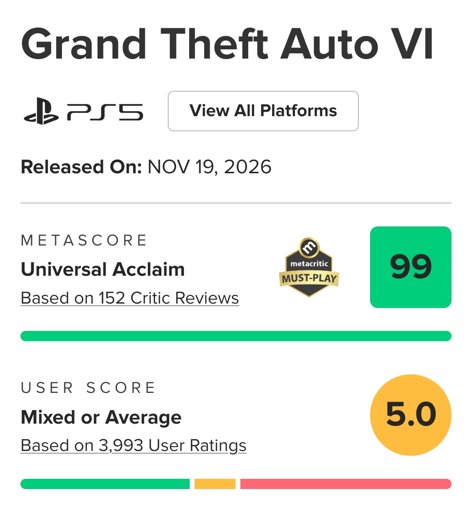 Grand Theft Auto VI
PS5 View All Platforms
Released On: NOV 19, 2026
METASCORE
Universal Acclaim
Based on 152 Critic Reviews
m
metacritic
MUST-PLAY
99
USER SCORE
Mixed or Average
Based on 3,993 User Ratings
5.0